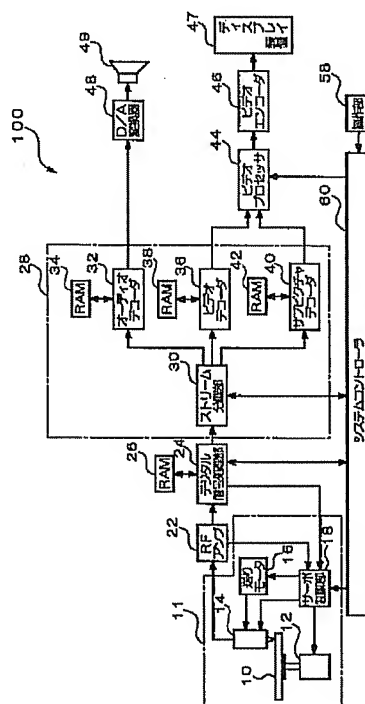 100
49
48
D/A
変換器
47
ディスプレイ
装置
46
ビデオ
エンコーダ
44
ビデオ
プロセッサ
58
操作部
60
システムコントローラ
28
34
RAM
32
オーディオ
デコーダ
38
RAM
36
ビデオ
デコーダ
42
RAM
40
サブピクチャ
デコーダ
30
ストリーム
分離部
26
RAM
24
デジタル
信号処理部
22
RF
アンプ
11
14
16
送り
モータ
18
サーボ
制御部
10
12